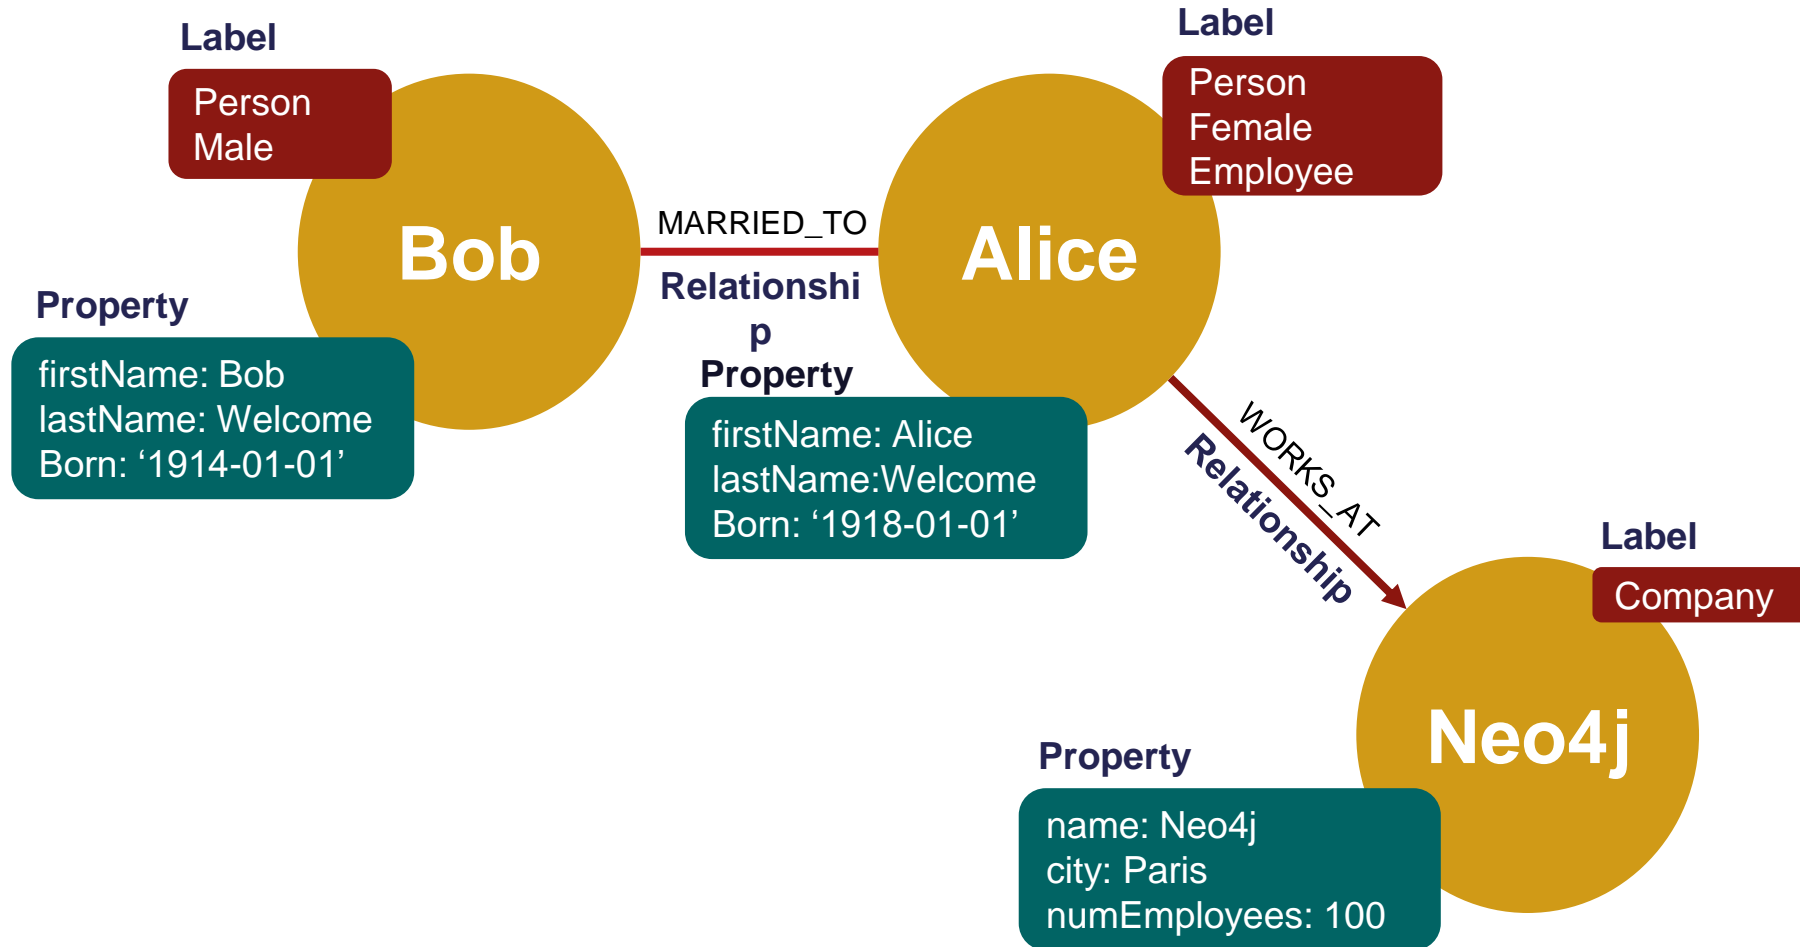 Label
Person
Male
Bob
Property
firstName: Bob
lastName: Welcome
Born: ‘1914-01-01’
MARRIED_TO
Relationshi
p
Label
Person
Female
Employee
Alice
Property
firstName: Alice
lastName:Welcome
Born: ‘1918-01-01’
WORKS_AT
Relationship
Label
Company
Neo4j
Property
name: Neo4j
city: Paris
numEmployees: 100